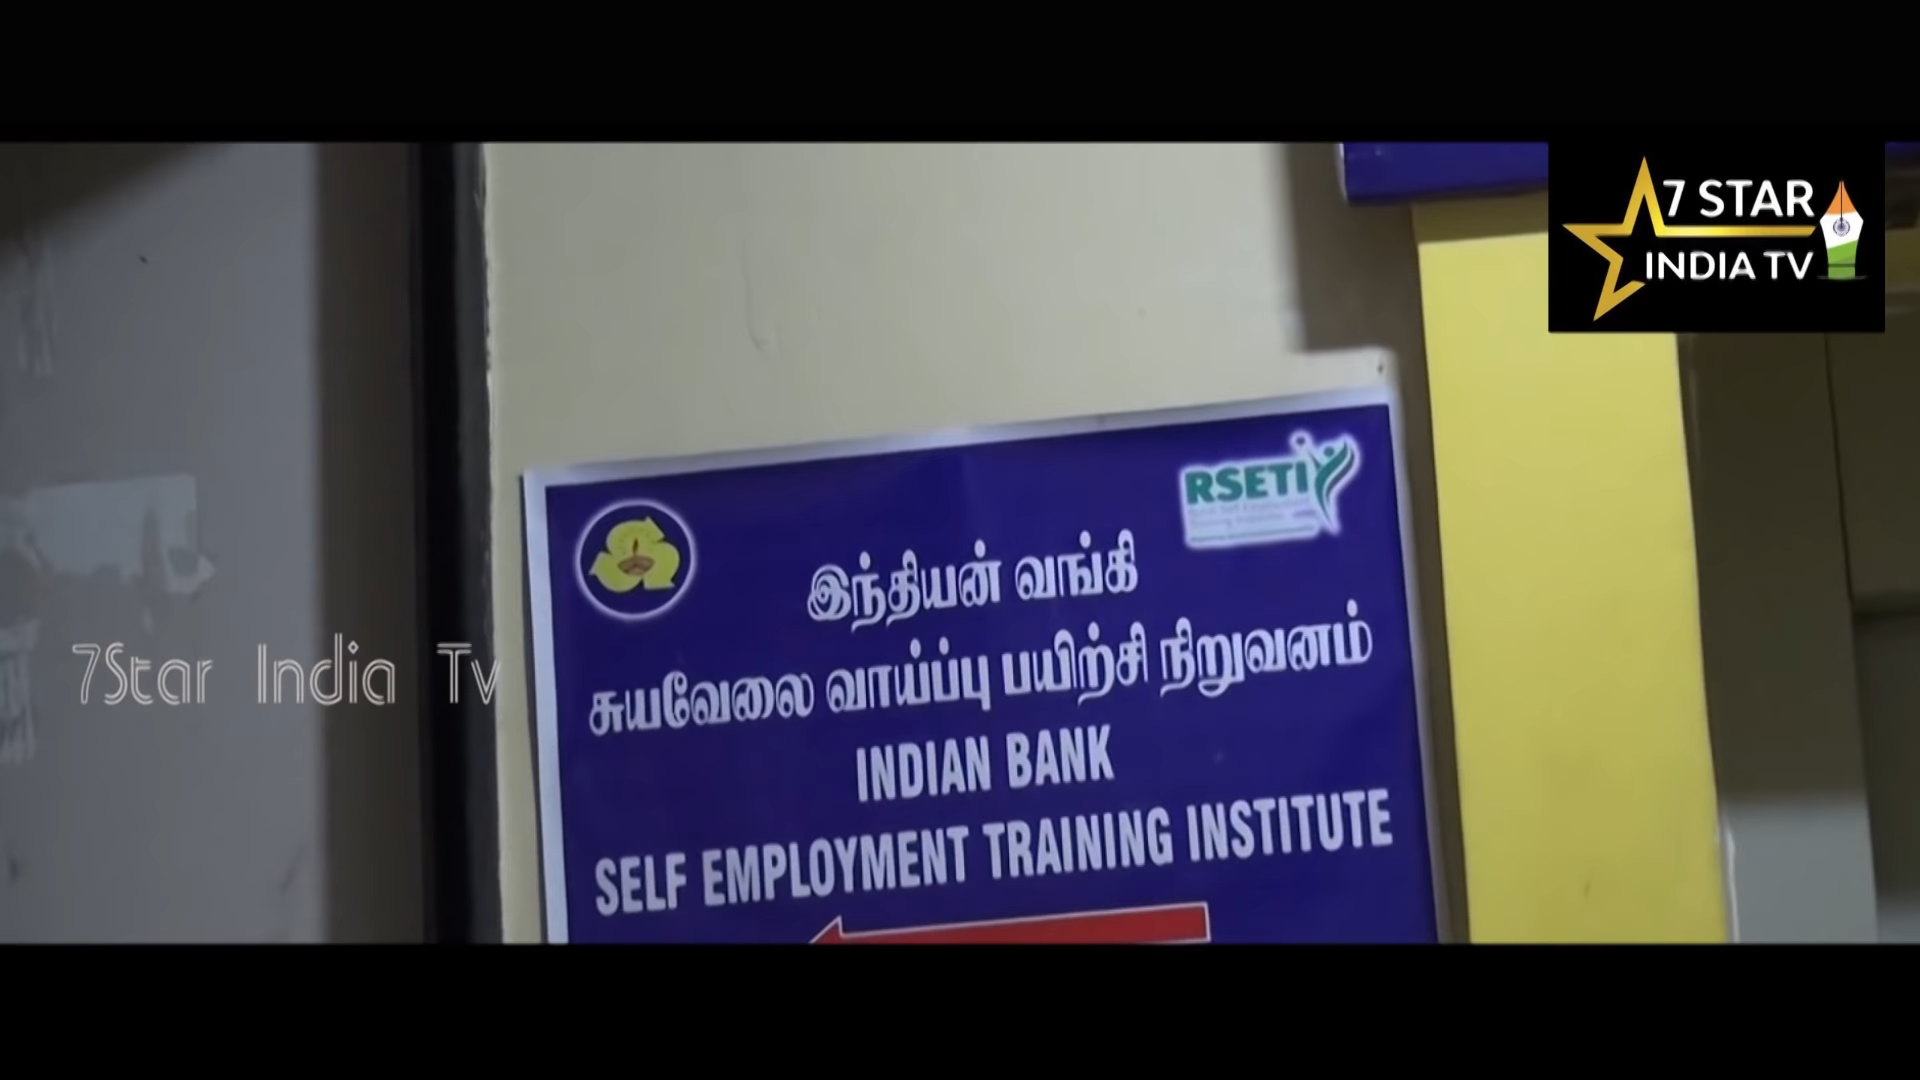 7 STAR
INDIA TV
RSETI
இந்தியன் வங்கி
சுயவேலை வாய்ப்பு பயிற்சி நிறுவனம்
7Star India Tv
INDIAN BANK
SELF EMPLOYMENT TRAINING INSTITUTE